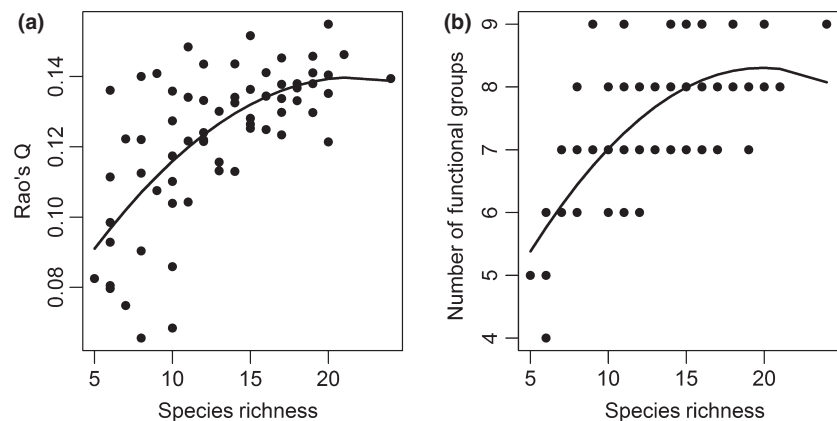 (a)
Rao's Q
0.14
0.12
0.10
0.08
5 10 15 20
Species richness
(b)
Number of functional groups
9
8
7
6
5
4
5 10 15 20
Species richness